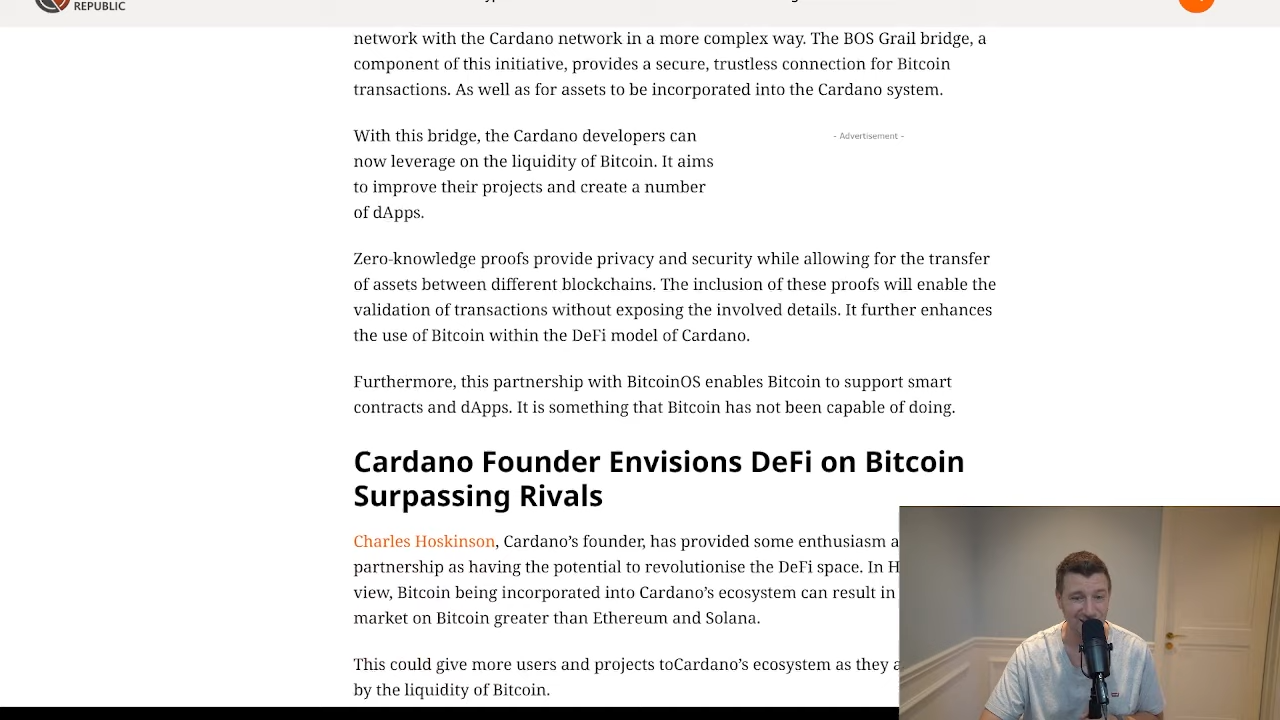 REPUBLIC
network with the Cardano network in a more complex way. The BOS Grail bridge, a
component of this initiative, provides a secure, trustless connection for Bitcoin
transactions. As well as for assets to be incorporated into the Cardano system.
With this bridge, the Cardano developers can
now leverage on the liquidity of Bitcoin. It aims
to improve their projects and create a number
of dApps.
- Advertisement -
Zero-knowledge proofs provide privacy and security while allowing for the transfer
of assets between different blockchains. The inclusion of these proofs will enable the
validation of transactions without exposing the involved details. It further enhances
the use of Bitcoin within the DeFi model of Cardano.
Furthermore, this partnership with BitcoinOS enables Bitcoin to support smart
contracts and dApps. It is something that Bitcoin has not been capable of doing.
Cardano Founder Envisions DeFi on Bitcoin
Surpassing Rivals
Charles Hoskinson, Cardano’s founder, has provided some enthusiasm
partnership as having the potential to revolutionise the DeFi space. In
view, Bitcoin being incorporated into Cardano’s ecosystem can result in
market on Bitcoin greater than Ethereum and Solana.
This could give more users and projects toCardano’s ecosystem as they
by the liquidity of Bitcoin.